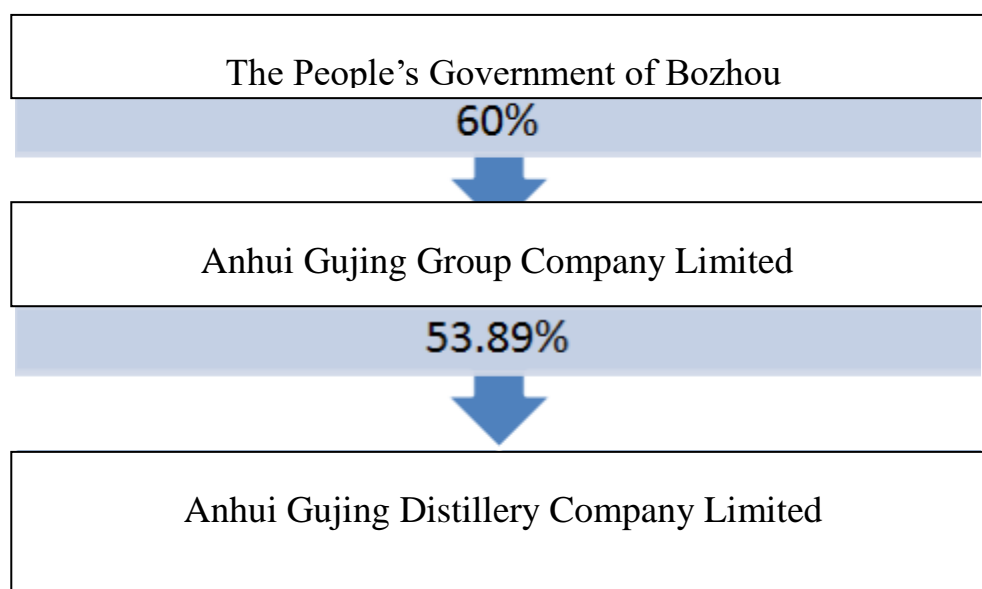 The People’s Government of Bozhou
60%
Anhui Gujing Group Company Limited
53.89%
Anhui Gujing Distillery Company Limited